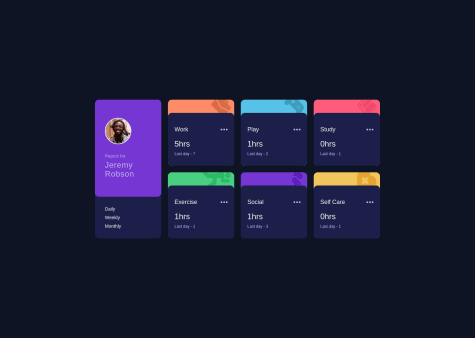 Report for
Jeremy
Robson
Daily
Weekly
Monthly
Work
5hrs
Last day - 7
Play
1hrs
Last day - 2
Study
0hrs
Last day - 1
Exercise
1hrs
Last day - 1
Social
1hrs
Last day - 3
Self Care
0hrs
Last day - 1